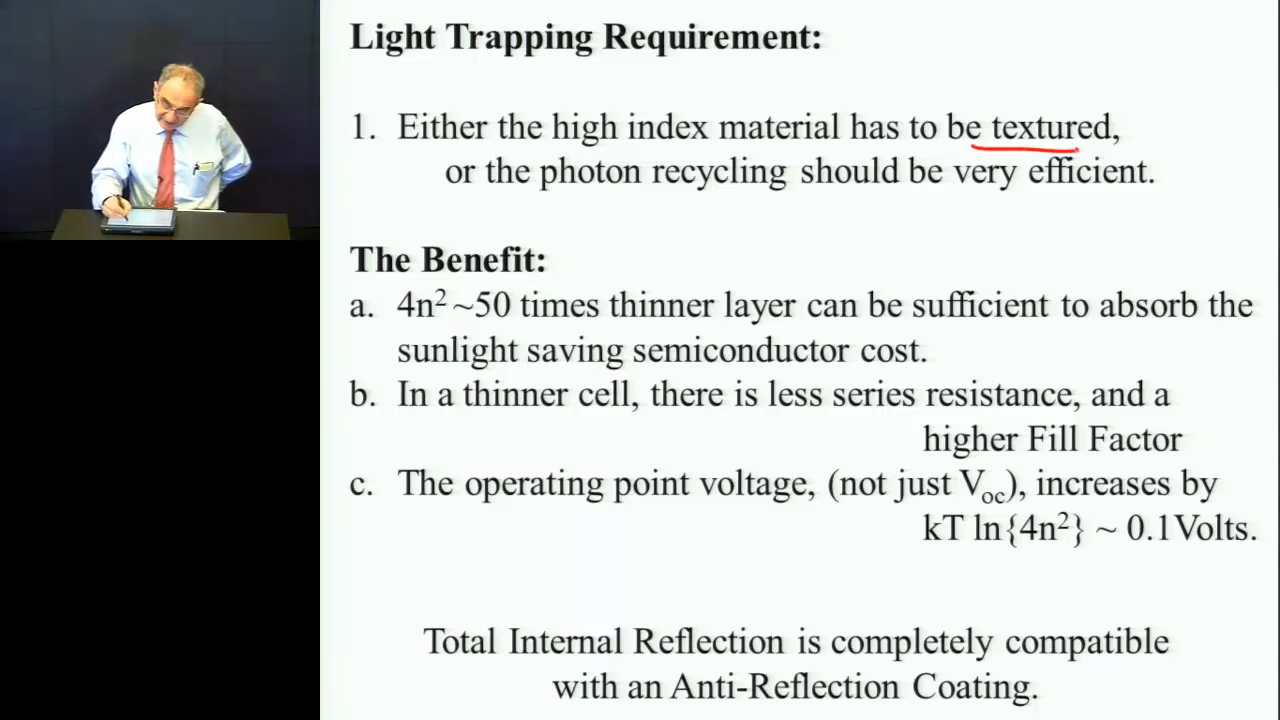 Light Trapping Requirement:
1. Either the high index material has to be textured,
or the photon recycling should be very efficient.
The Benefit:
a. 4n² ~50 times thinner layer can be sufficient to absorb the
sunlight saving semiconductor cost.
b. In a thinner cell, there is less series resistance, and a
higher Fill Factor
c. The operating point voltage, (not just Voc), increases by
kT ln{4n²} ~ 0.1Volts.
Total Internal Reflection is completely compatible
with an Anti-Reflection Coating.